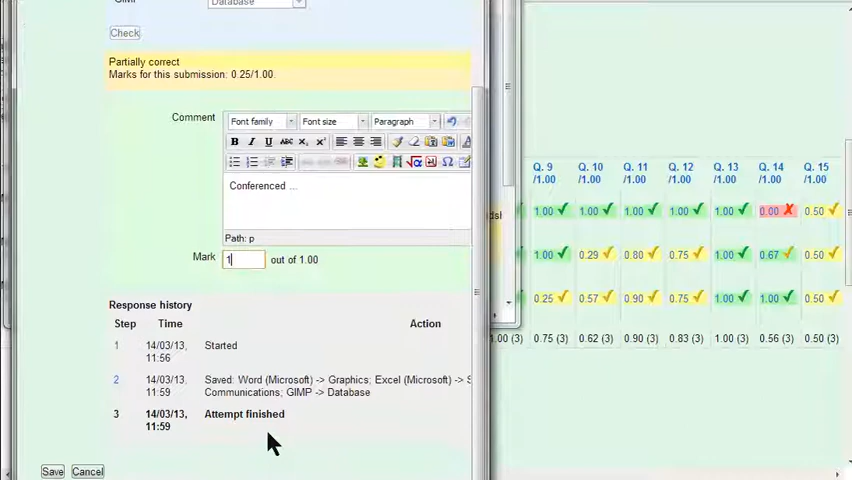 Database
Check
Partially correct
Marks for this submission: 0.25/1.00.
Comment
Font family Font size Paragraph
B I U ABC X₂ X²
Conferenced ...
Path: p
Mark 1 out of 1.00
Response history
Step Time Action
1 14/03/13, 11:56 Started
2 14/03/13, 11:59 Saved: Word (Microsoft) -> Graphics; Excel (Microsoft) -> S
Communications; GIMP -> Database
3 14/03/13, 11:59 Attempt finished
Save Cancel
Q. 9 /1.00 Q. 10 /1.00 Q. 11 /1.00 Q. 12 /1.00 Q. 13 /1.00 Q. 14 /1.00 Q. 15 /1.00
1.00 1.00 1.00 1.00 1.00 0.00 0.50
1.00 0.29 0.80 0.75 1.00 0.67 0.50
0.25 0.57 0.90 0.75 1.00 1.00 0.50
1.00 (3) 0.75 (3) 0.62 (3) 0.90 (3) 0.83 (3) 1.00 (3) 0.56 (3) 0.50 (3)